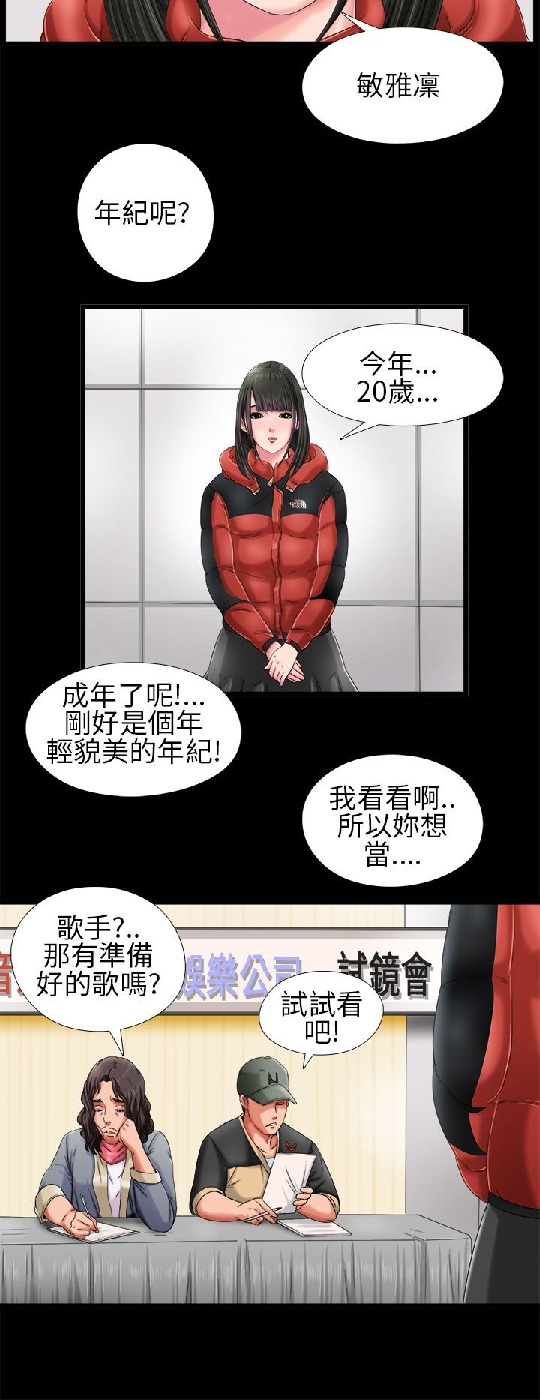 敏雅凜
年紀呢?
今年...
20歲...
成年了呢!...
剛好是個年
輕貌美的年紀!
我看看啊..
所以妳想
當....
歌手?..
那有準備
好的歌嗎?
音
娛樂公司
試鏡會
試試看
吧!